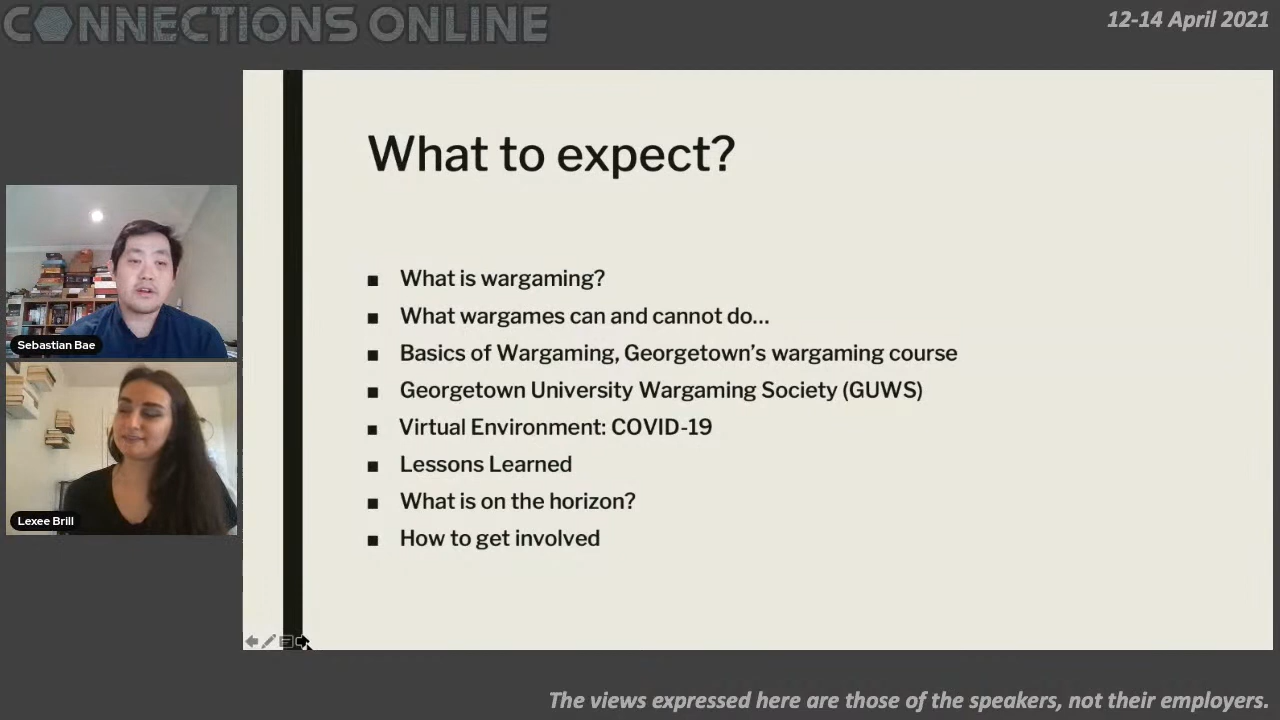 CONNECTIONS ONLINE
12-14 April 2021
What to expect?
■ What is wargaming?
■ What wargames can and cannot do...
■ Basics of Wargaming, Georgetown's wargaming course
■ Georgetown University Wargaming Society (GUWS)
■ Virtual Environment: COVID-19
■ Lessons Learned
■ What is on the horizon?
■ How to get involved
Sebastian Bae
Lexee Brill
The views expressed here are those of the speakers, not their employers.